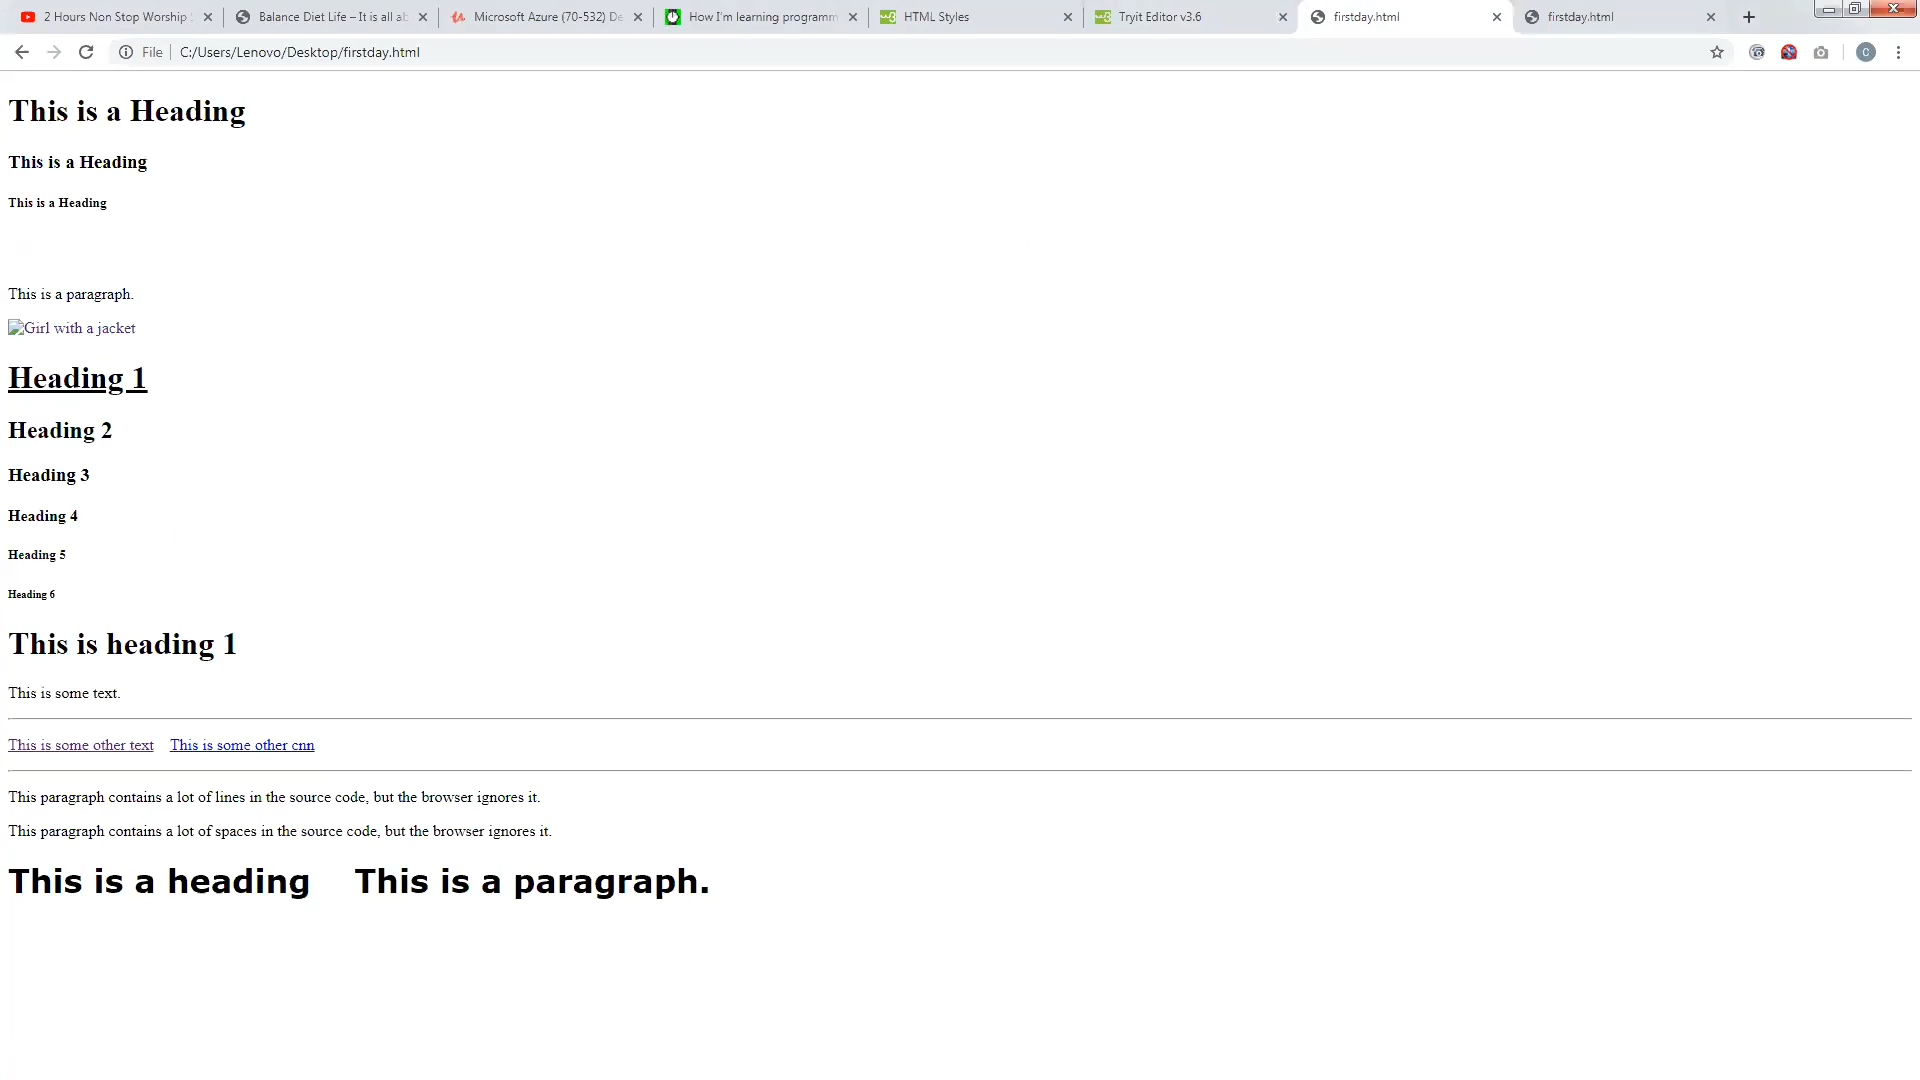 2 Hours Non Stop Worship
Balance Diet Life – It is all ab
Microsoft Azure (70-532) De
How I'm learning programm
HTML Styles
Tryit Editor v3.6
firstday.html
firstday.html
File
C:/Users/Lenovo/Desktop/firstday.html
C
This is a Heading
This is a Heading
This is a Heading
This is a paragraph.
Girl with a jacket
Heading 1
Heading 2
Heading 3
Heading 4
Heading 5
Heading 6
This is heading 1
This is some text.
This is some other text This is some other cnn
This paragraph contains a lot of lines in the source code, but the browser ignores it.
This paragraph contains a lot of spaces in the source code, but the browser ignores it.
This is a heading This is a paragraph.